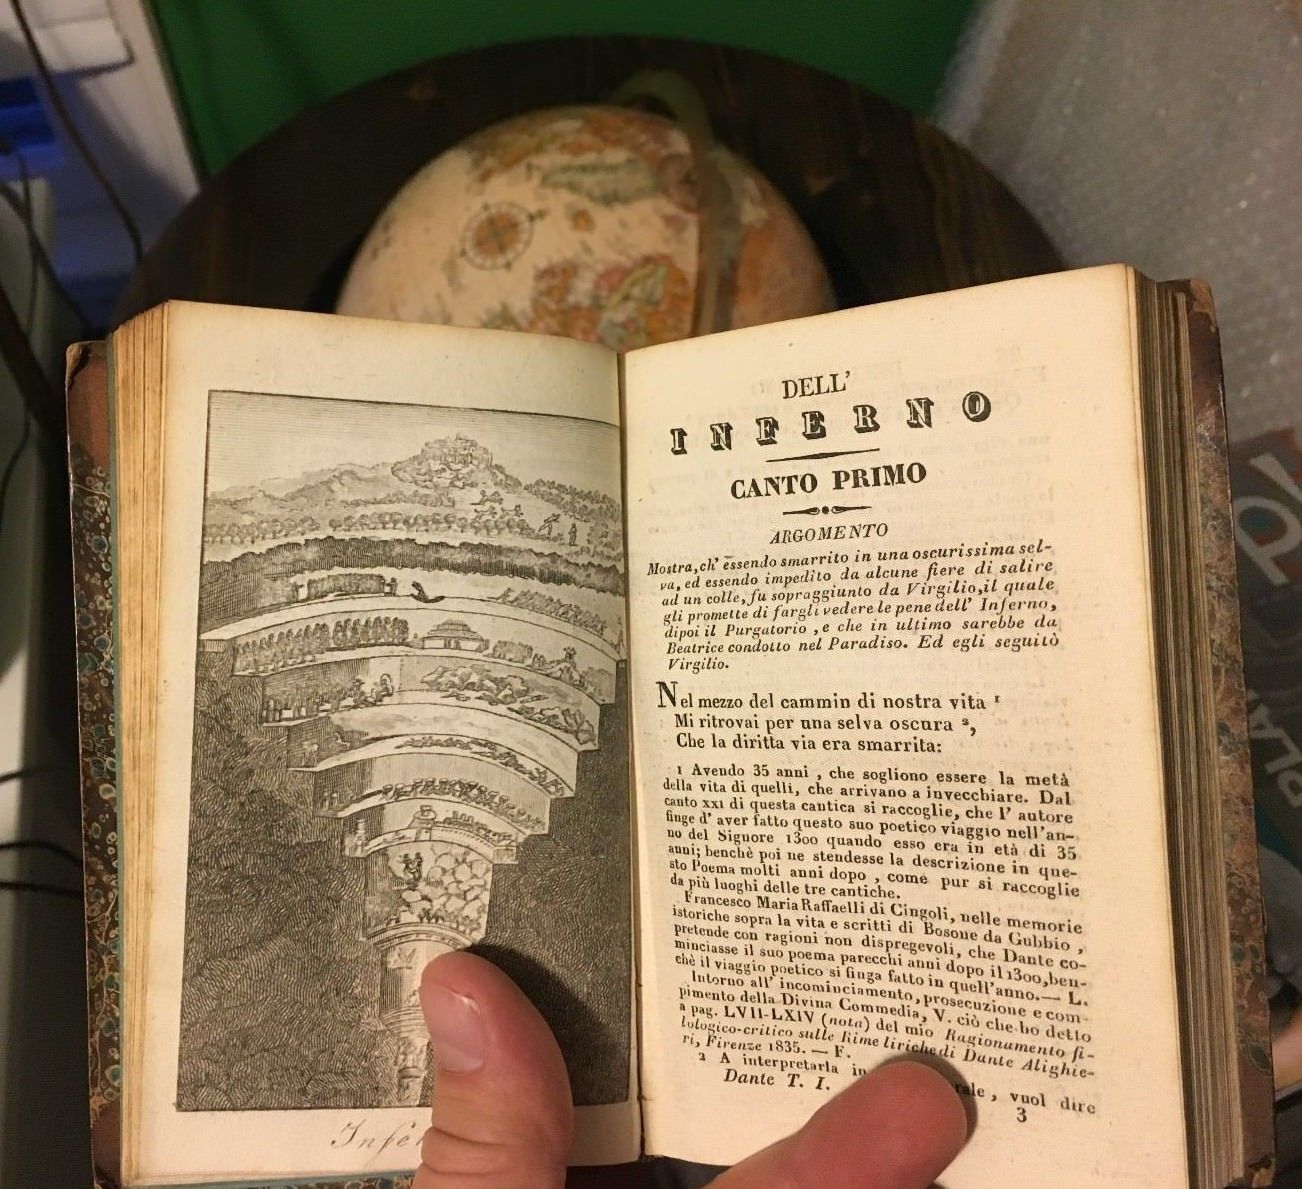 DELL'
INFERNO
CANTO PRIMO
ARGOMENTO
Mostra, ch' essendo smarrito in una oscurissima sel-
va, ed essendo impedito da alcune fiere di salire
ad un colle, fu sopraggiunto da Virgilio, il quale
gli promette di fargli vedere le pene dell' Inferno,
dipoi il Purgatorio, e che in ultimo sarebbe da
Beatrice condotto nel Paradiso. Ed egli seguitò
Virgilio.
Nel mezzo del cammin di nostra vita 1
Mi ritrovai per una selva oscura 2,
Che la diritta via era smarrita:
1 Avendo 35 anni, che sogliono essere la metà
della vita di quelli, che arrivano a invecchiare. Dal
canto XXI di questa cantica si raccoglie, che l' autore
finge d' aver fatto questo suo poetico viaggio nell'an-
no del Signore 1300 quando esso era in età di 35
anni; benchè poi ne stendesse la descrizione in que-
sto Poema molti anni dopo, come pur si raccoglie
da più luoghi delle tre cantiche.
Francesco Maria Raffaelli di Cingoli, nelle memorie
istoriche sopra la vita e scritti di Bosone da Gubbio,
pretende con ragioni non dispregevoli, che Dante co-
minciasse il suo poema parecchi anni dopo il 1300, ben-
chè il viaggio poetico si finga fatto in quell'anno.— L.
Intorno all' incominciamento, prosecuzione e com-
pimento della Divina Commedia, V. ciò che ho detto
a pag. LVII-LXIV (nota) del mio Ragionamento fi-
lologico-critico sulle Rime liriche di Dante Alighie-
ri, Firenze 1835. — F.
2 A interpretarla in rale, vuol dire
Dante T. I. 3